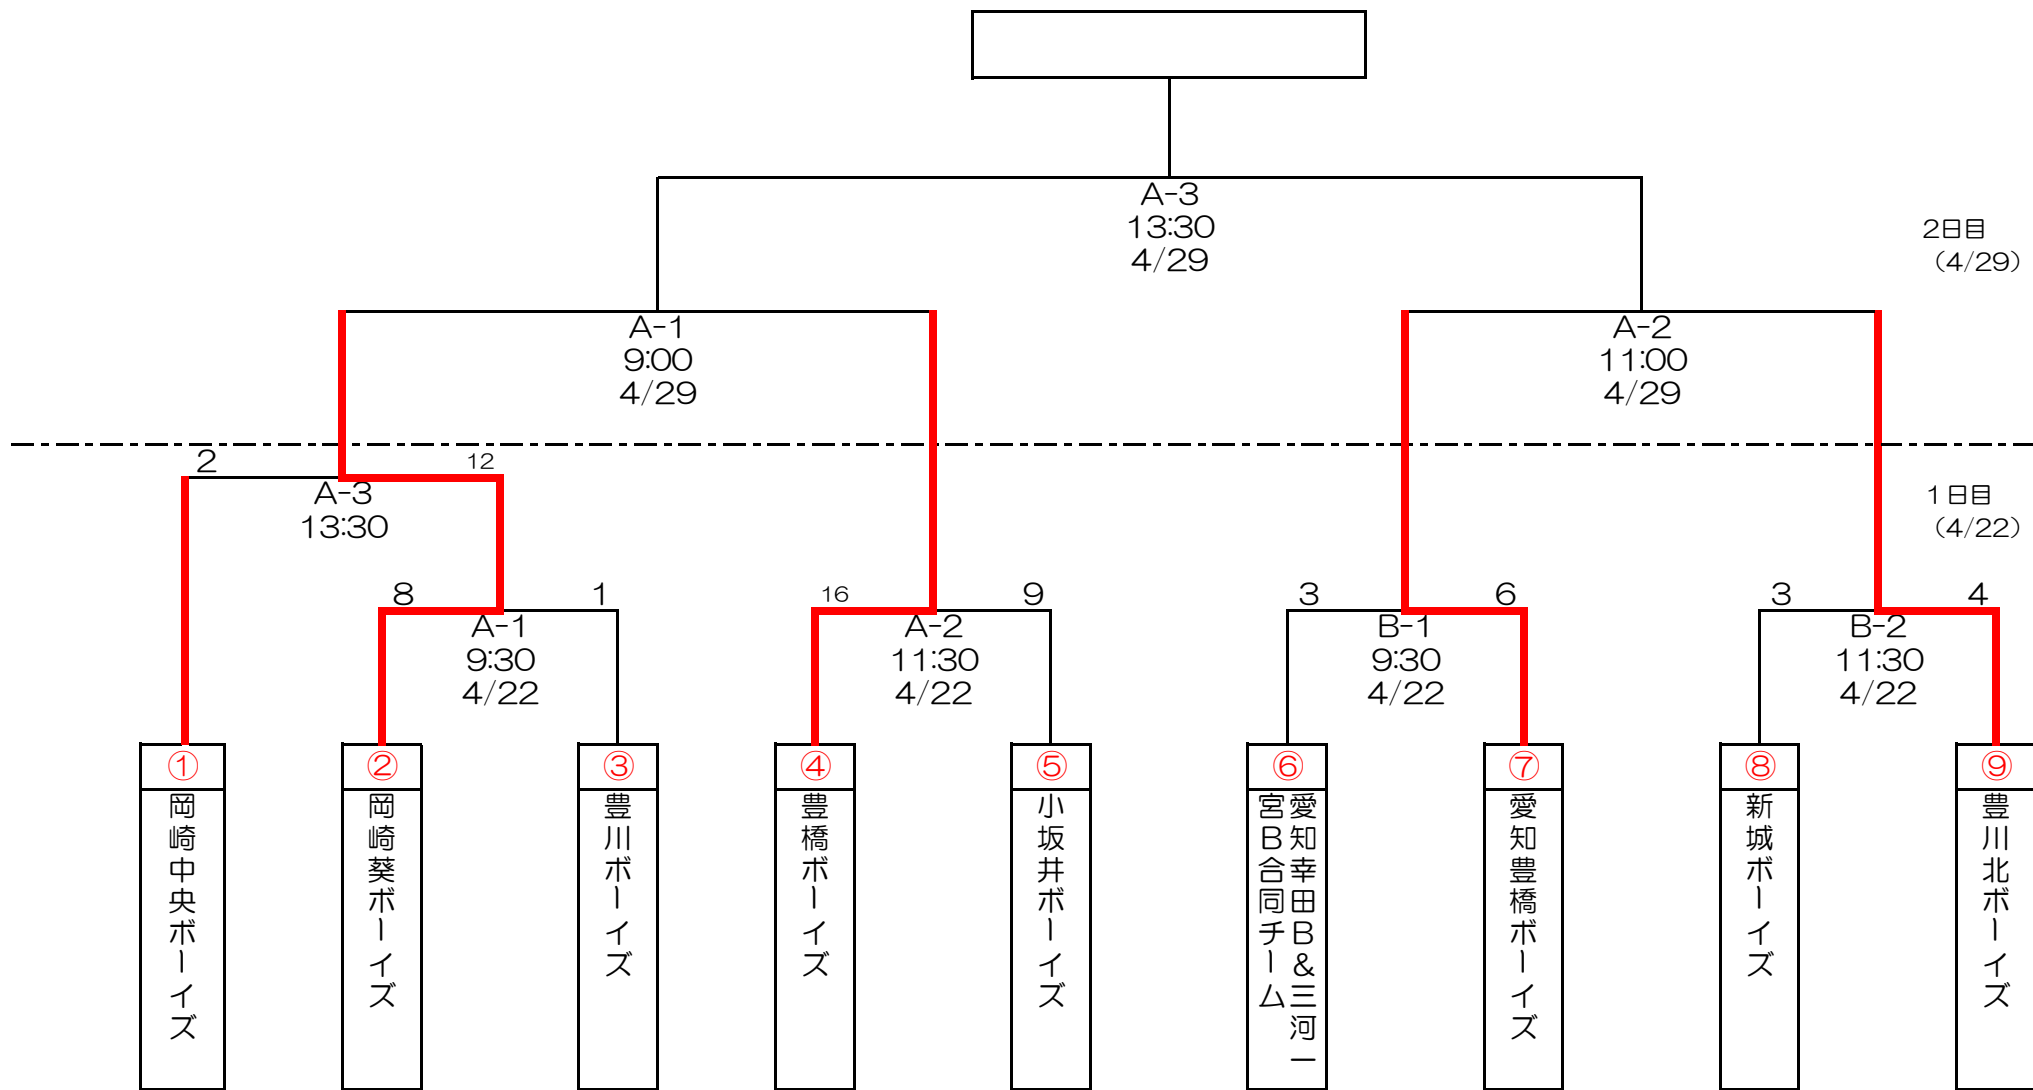 A-3
13:30
4/29
2日目
（4/29）
A-1
9:00
4/29
A-2
11:00
4/29
2
12
A-3
13:30
1日目
（4/22）
8
1
A-1
9:30
4/22
16
9
A-2
11:30
4/22
3
6
B-1
9:30
4/22
3
4
B-2
11:30
4/22
①
岡崎中央ボーイズ
②
岡崎葵ボーイズ
③
豊川ボーイズ
④
豊橋ボーイズ
⑤
小坂井ボーイズ
⑥
愛知幸田B&三河一
宮B合同チーム
⑦
愛知豊橋ボーイズ
⑧
新城ボーイズ
⑨
豊川北ボーイズ